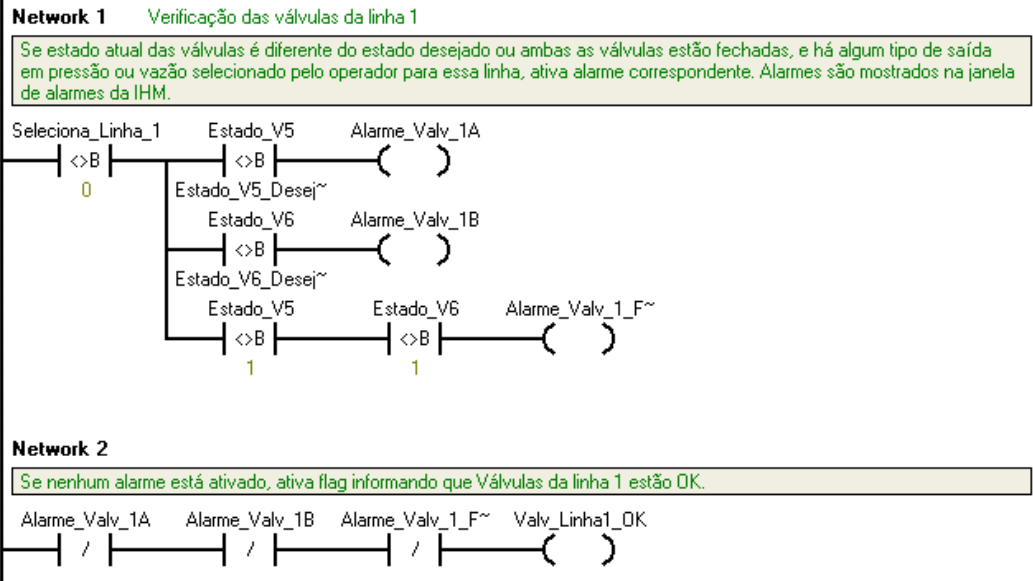 Network 1 Verificação das válvulas da linha 1
Se estado atual das válvulas é diferente do estado desejado ou ambas as válvulas estão fechadas, e há algum tipo de saída
em pressão ou vazão selecionado pelo operador para essa linha, ativa alarme correspondente. Alarmes são mostrados na janela
de alarmes da IHM.
Seleciona_Linha_1 Estado_V5 Alarme_Valv_1A
<>B <>B
0 Estado_V5_Desej~
Estado_V6 Alarme_Valv_1B
<>B
Estado_V6_Desej~
Estado_V5 Estado_V6 Alarme_Valv_1_F~
<>B <>B
1 1
Network 2
Se nenhum alarme está ativado, ativa flag informando que Válvulas da linha 1 estão OK.
Alarme_Valv_1A Alarme_Valv_1B Alarme_Valv_1_F~ Valv_Linha1_OK
/ / /